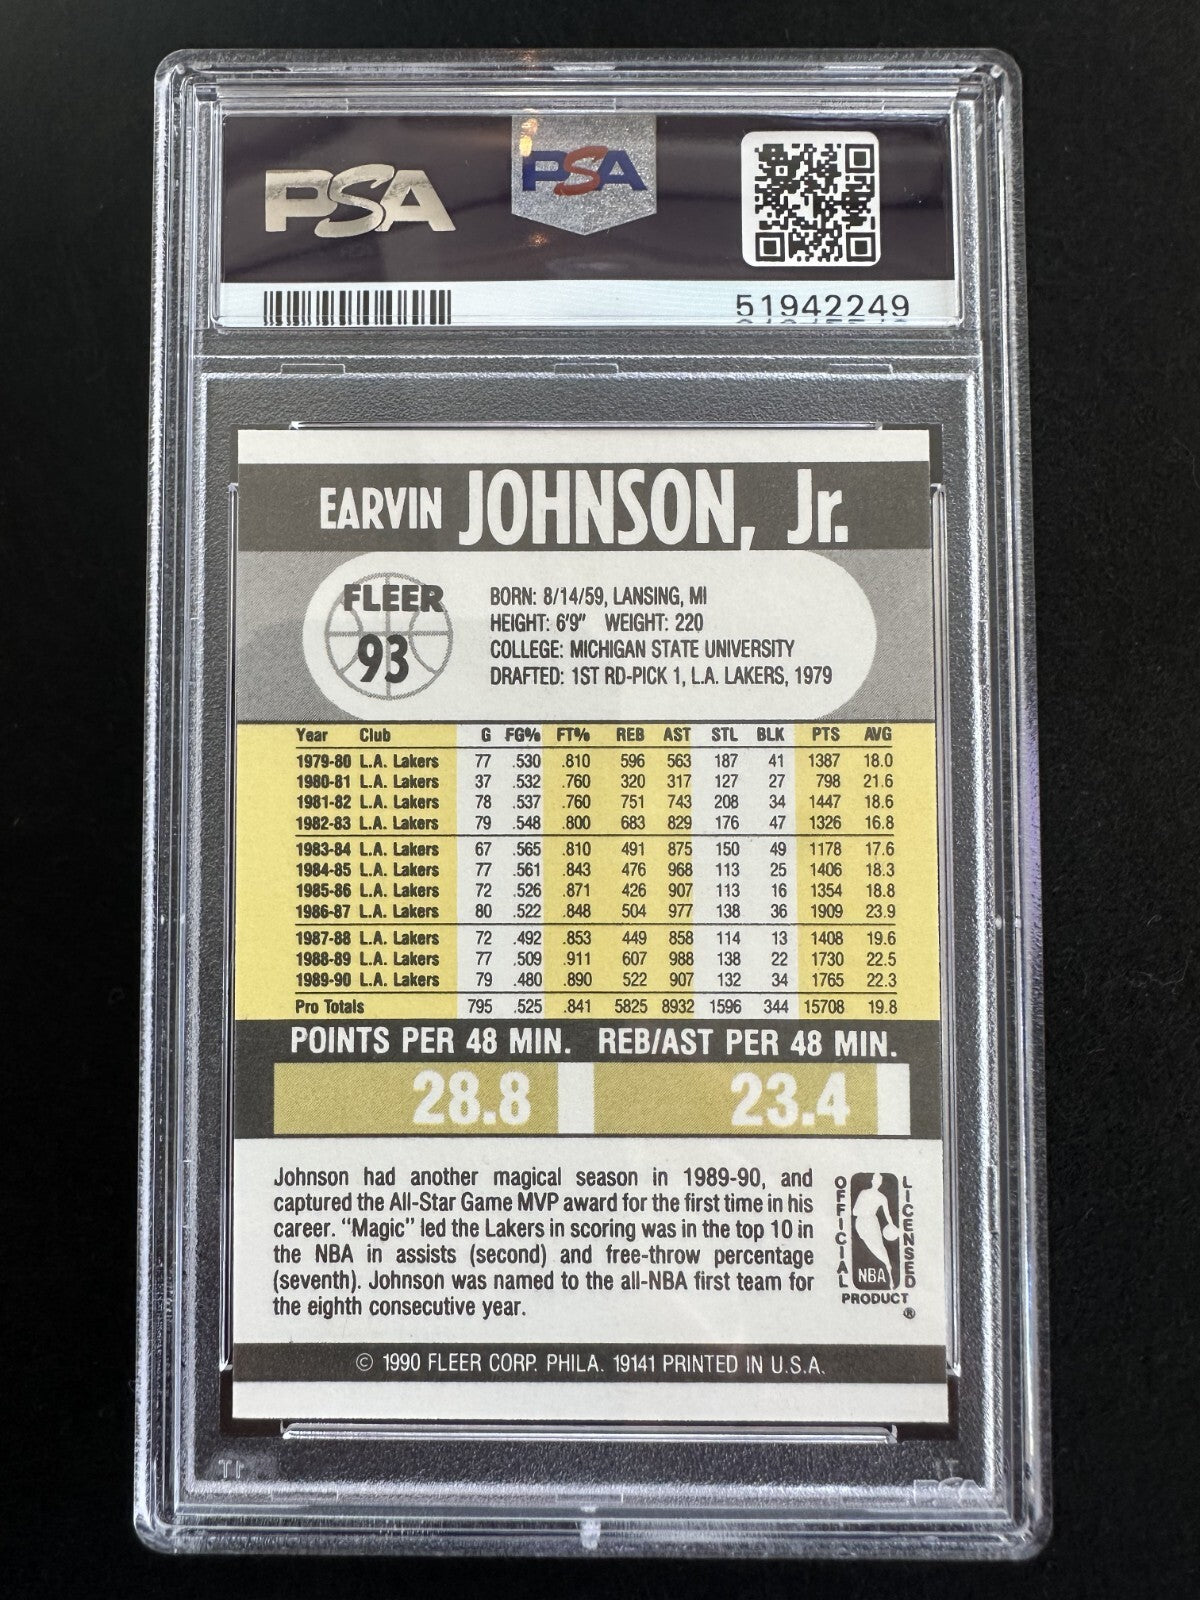 PSA
PSA
51942249
EARVIN JOHNSON, Jr.
FLEER
93
BORN: 8/14/59, LANSING, MI
HEIGHT: 6'9" WEIGHT: 220
COLLEGE: MICHIGAN STATE UNIVERSITY
DRAFTED: 1ST RD-PICK 1, L.A. LAKERS, 1979
Year Club G FG% FT% REB AST STL BLK PTS AVG
1979-80 L.A. Lakers 77 .530 .810 596 563 187 41 1387 18.0
1980-81 L.A. Lakers 37 .532 .760 320 317 127 27 798 21.6
1981-82 L.A. Lakers 78 .537 .760 751 743 208 34 1447 18.6
1982-83 L.A. Lakers 79 .548 .800 683 829 176 47 1326 16.8
1983-84 L.A. Lakers 67 .565 .810 491 875 150 49 1178 17.6
1984-85 L.A. Lakers 77 .561 .843 476 968 113 25 1406 18.3
1985-86 L.A. Lakers 72 .526 .871 426 907 113 16 1354 18.8
1986-87 L.A. Lakers 80 .522 .848 504 977 138 36 1909 23.9
1987-88 L.A. Lakers 72 .492 .853 449 858 114 13 1408 19.6
1988-89 L.A. Lakers 77 .509 .911 607 988 138 22 1730 22.5
1989-90 L.A. Lakers 79 .480 .890 522 907 132 34 1765 22.3
Pro Totals 795 .525 .841 5825 8932 1596 344 15708 19.8
POINTS PER 48 MIN. REB/AST PER 48 MIN.
28.8 23.4
Johnson had another magical season in 1989-90, and
captured the All-Star Game MVP award for the first time in his
career. "Magic" led the Lakers in scoring was in the top 10 in
the NBA in assists (second) and free-throw percentage
(seventh). Johnson was named to the all-NBA first team for
the eighth consecutive year.
OFFICIAL
LICENSED
NBA
PRODUCT
®
© 1990 FLEER CORP. PHILA. 19141 PRINTED IN U.S.A.